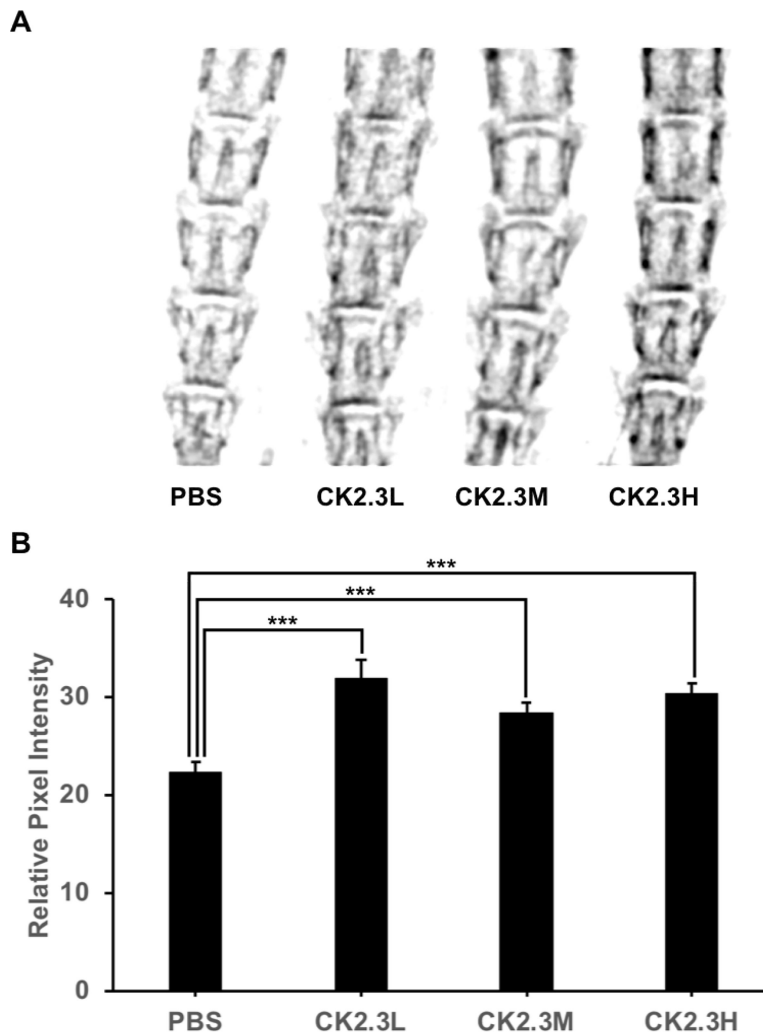 A
PBS CK2.3L CK2.3M CK2.3H
B
***
***
***
40
30
20
10
0
Relative Pixel Intensity
PBS CK2.3L CK2.3M CK2.3H